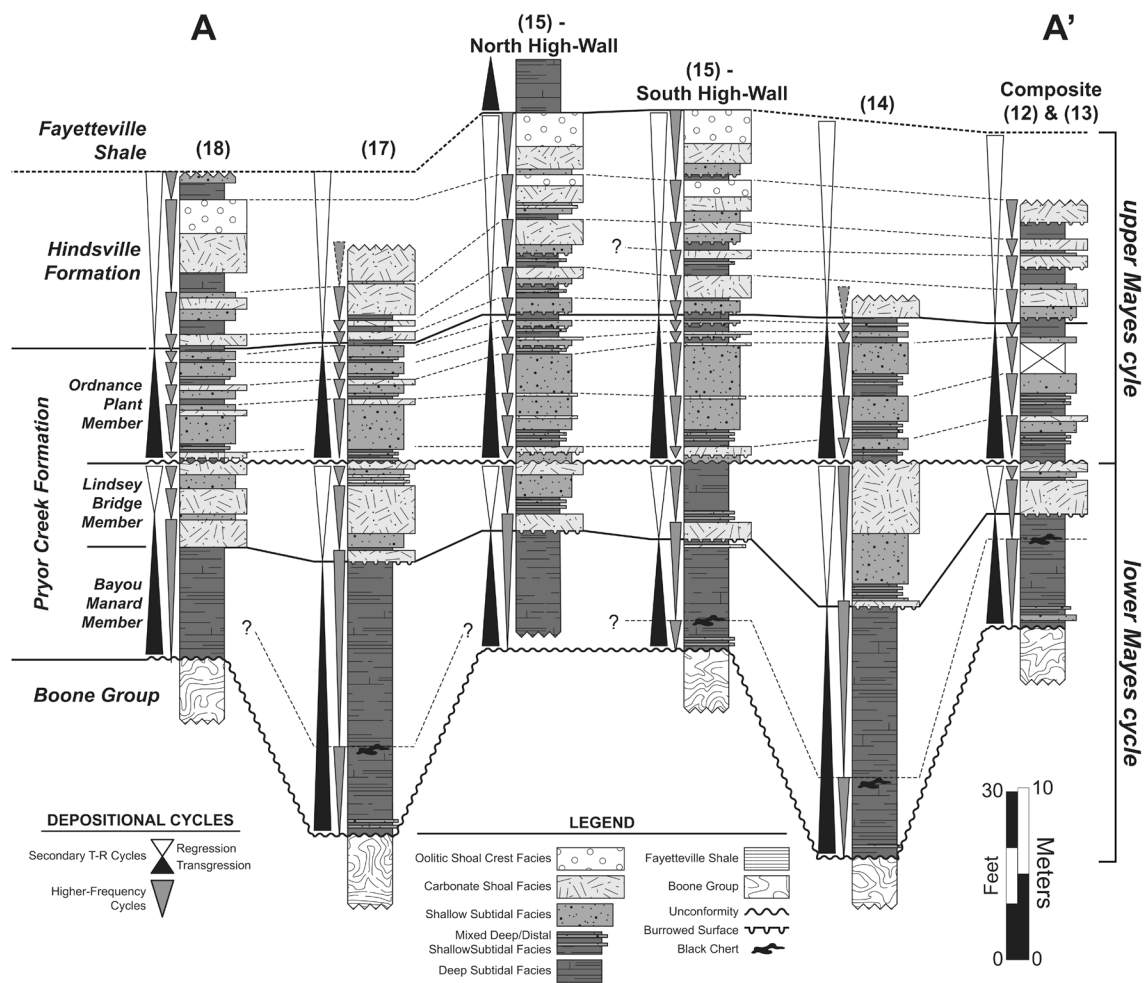 A
(15) -
North High-Wall
(15) -
South High-Wall
A'
Composite
(12) & (13)
(14)
Fayetteville
Shale
(18)
(17)
Hindsville
Formation
?
upper Mayes cyle
Pryor Creek Formation
Ordnance
Plant
Member
Lindsey
Bridge
Member
Bayou
Manard
Member
?
?
?
lower Mayes cycle
Boone Group
DEPOSITIONAL CYCLES
Secondary T-R Cycles
Regression
Transgression
Higher-Frequency
Cycles
LEGEND
Oolitic Shoal Crest Facies
Carbonate Shoal Facies
Shallow Subtidal Facies
Mixed Deep/Distal
ShallowSubtidal Facies
Deep Subtidal Facies
Fayetteville Shale
Boone Group
Unconformity
Burrowed Surface
Black Chert
30
10
Feet
Meters
0
0